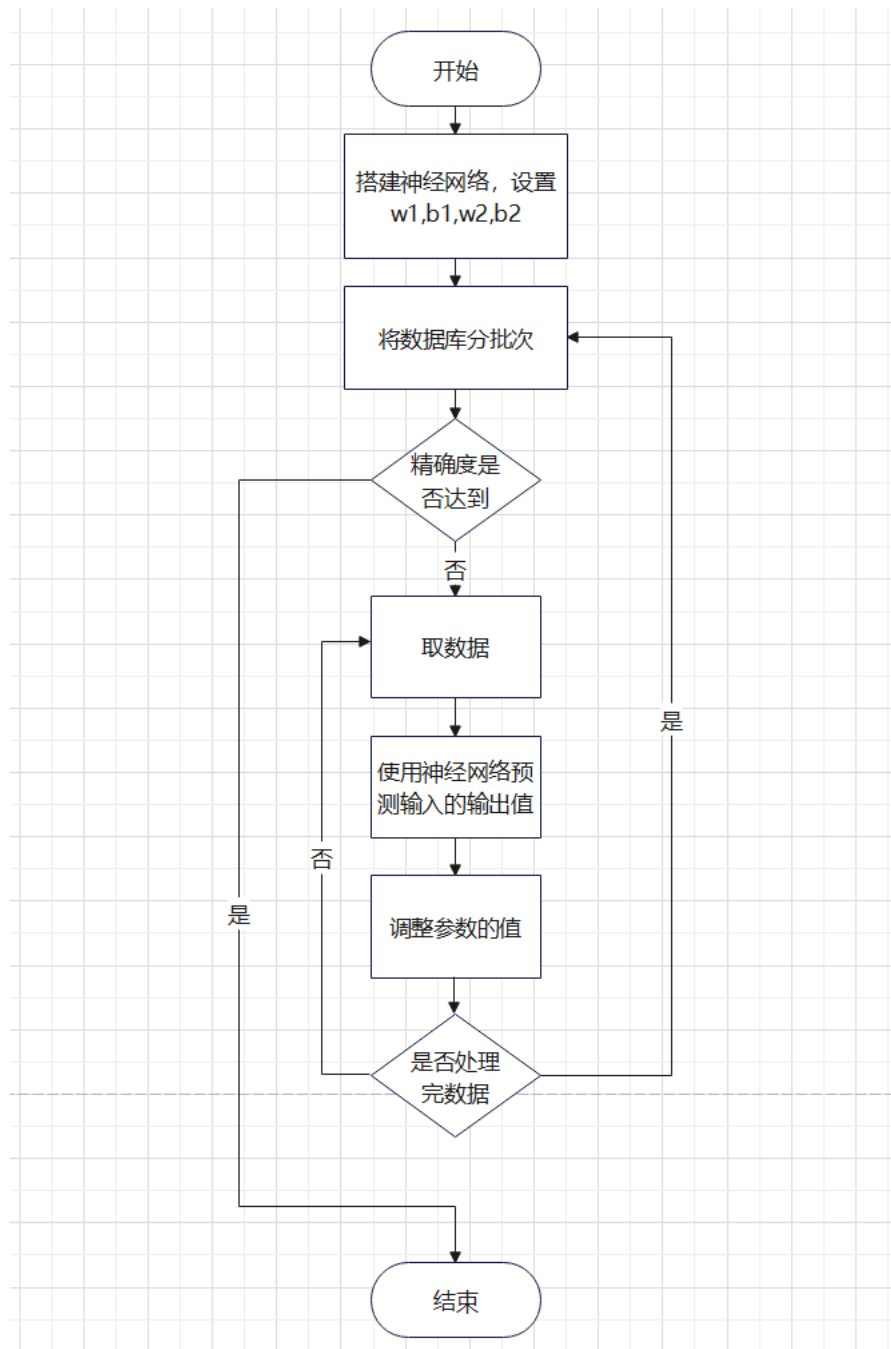 开始
搭建神经网络，设置
w1,b1,w2,b2
将数据库分批次
精确度是
否达到
否
取数据
是
使用神经网络预
测输入的输出值
否
是
调整参数的值
是否处理
完数据
结束